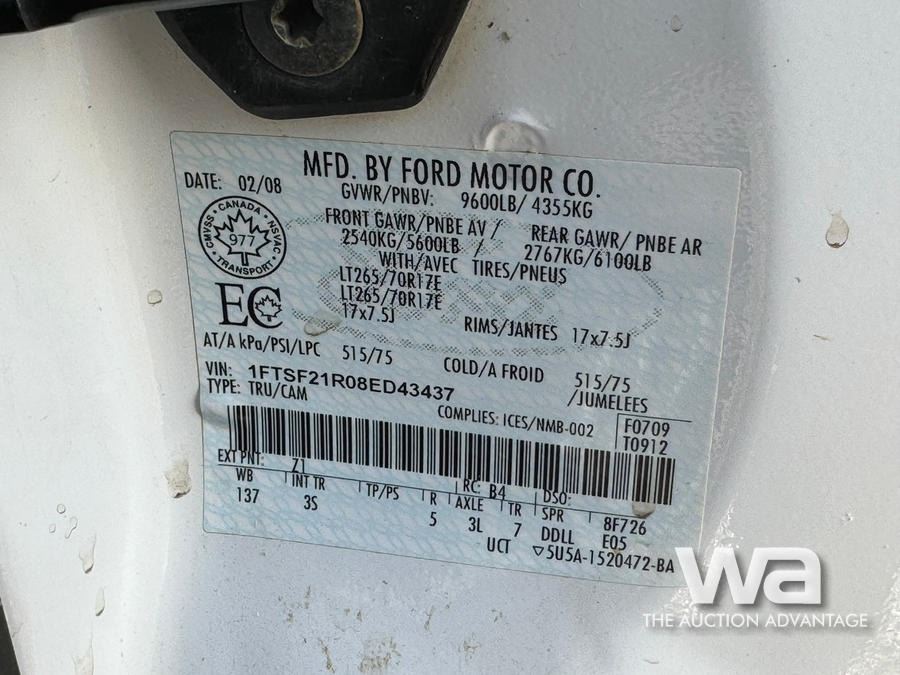 MFD. BY FORD MOTOR CO.
DATE: 02/08
GVWR/PNBV: 9600LB/ 4355KG
FRONT GAWR/PNBE AV / REAR GAWR/ PNBE AR
2540KG/5600LB / 2767KG/6100LB
WITH/AVEC TIRES/PNEUS
CANADA
CMVSS NSVAC
977
TRANSPORT
LT265/70R17E
LT265/70R17E
17x7.5J RIMS/JANTES 17x7.5J
EC
AT/A kPa/PSI/LPC 515/75 COLD/A FROID 515/75
/JUMELEES
VIN: 1FTSF21R08ED43437
TYPE: TRU/CAM
COMPLIES: ICES/NMB-002
F0709
T0912
EXT PNT: Z1 RC: B4 DSO:
WB INT TR TP/PS R AXLE TR SPR 8F726
137 3S 5 3L 7 DDLL E05
UCT ▽5U5A-1520472-BA
wa
THE AUCTION ADVANTAGE